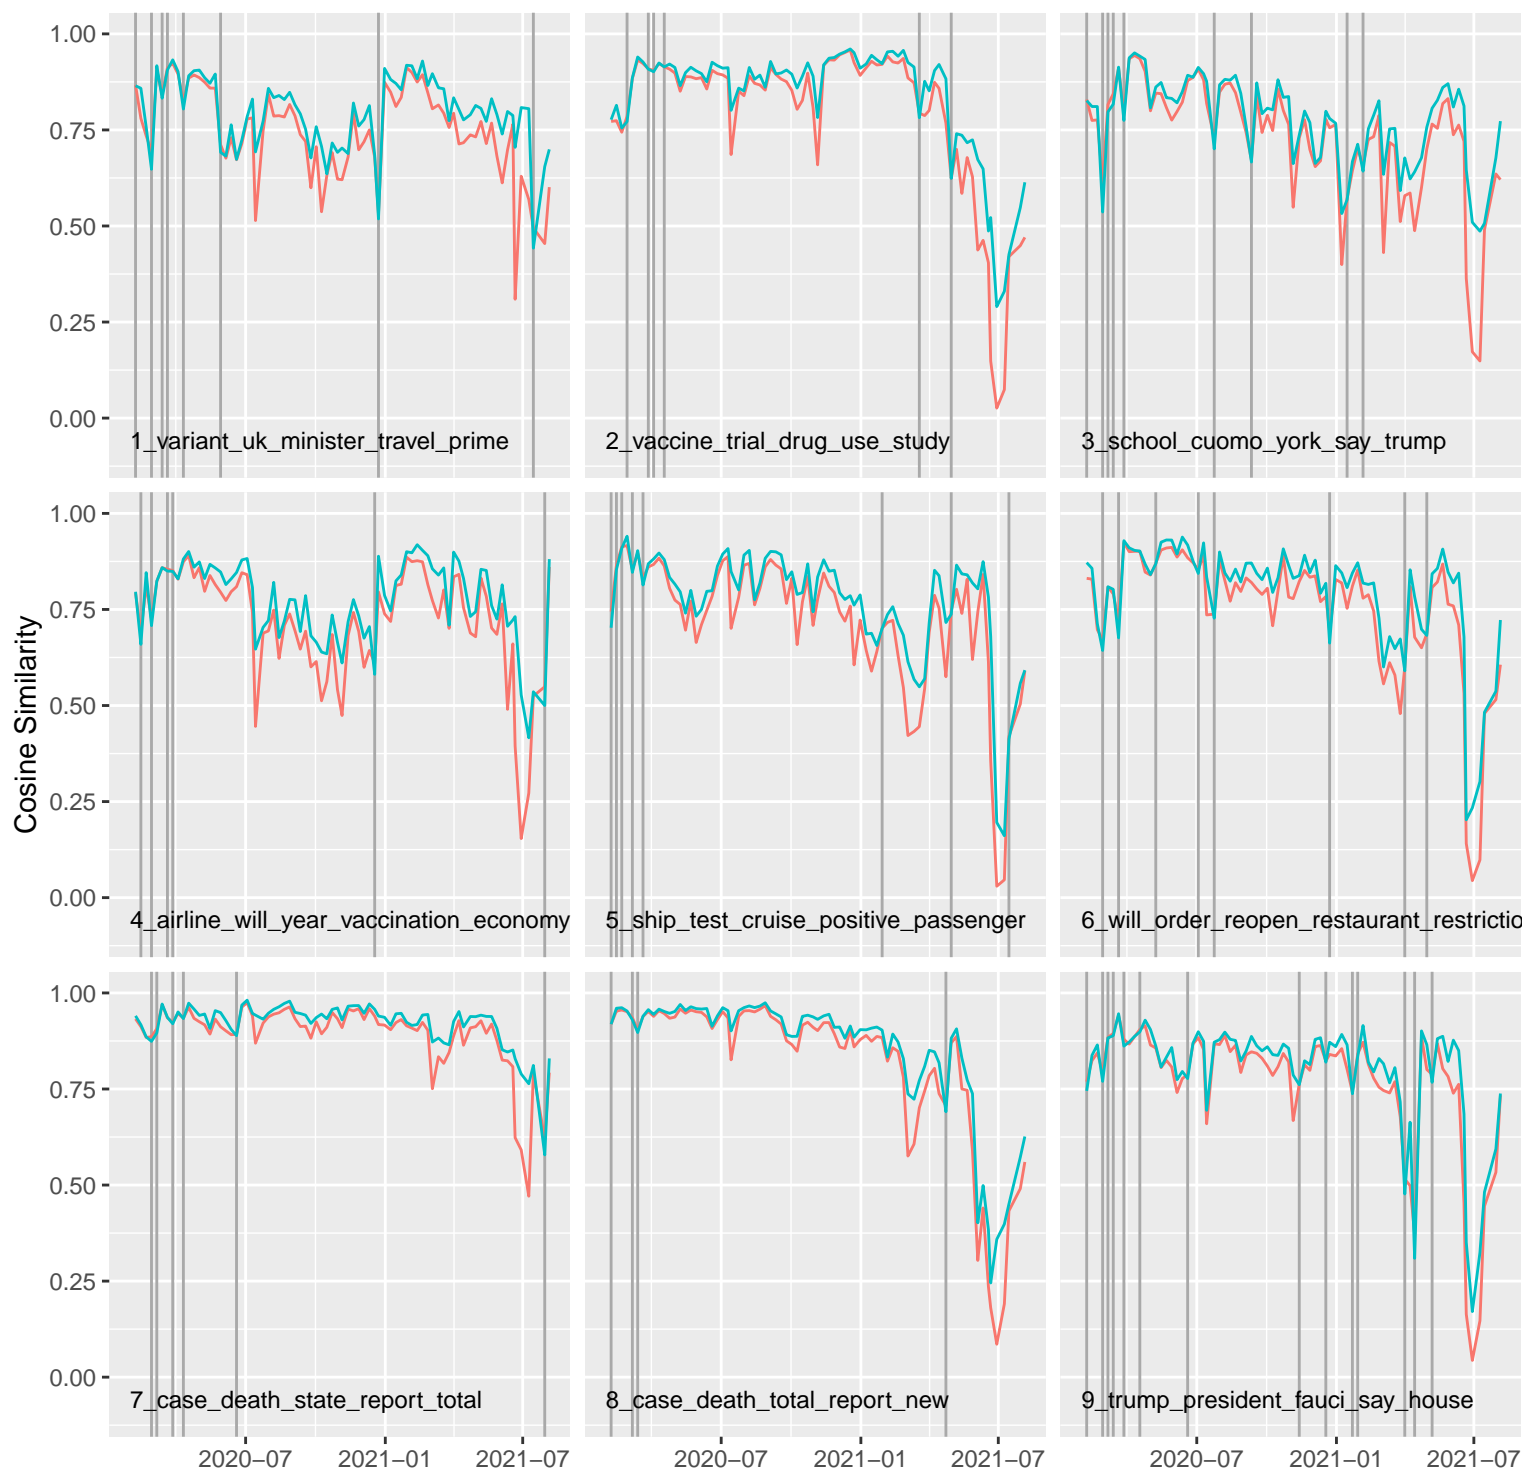 1.00
0.75
0.50
0.25
0.00
1_variant_uk_minister_travel_prime
2_vaccine_trial_drug_use_study
3_school_cuomo_york_say_trump
Cosine Similarity
1.00
0.75
0.50
0.25
0.00
4_airline_will_year_vaccination_economy
5_ship_test_cruise_positive_passenger
6_will_order_reopen_restaurant_restrictio
1.00
0.75
0.50
0.25
0.00
7_case_death_state_report_total
8_case_death_total_report_new
9_trump_president_fauci_say_house
2020−07 2021−01 2021−07
2020−07 2021−01 2021−07
2020−07 2021−01 2021−07